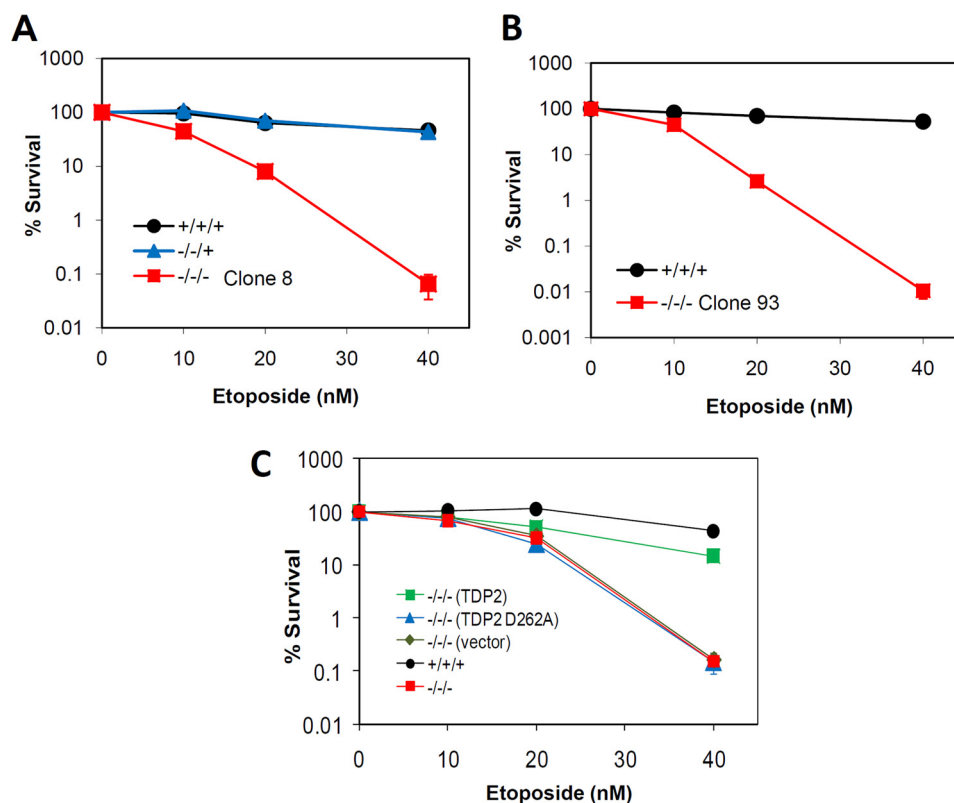 A
1000
100
10
1
0.1
0.01
% Survival
+/+/+
-/-/+
-/-/- Clone 8
0 10 20 30 40
Etoposide (nM)
B
1000
100
10
1
0.1
0.01
0.001
% Survival
+/+/+
-/-/- Clone 93
0 10 20 30 40
Etoposide (nM)
C
1000
100
10
1
0.1
0.01
% Survival
-/-/- (TDP2)
-/-/- (TDP2 D262A)
-/-/- (vector)
+/+/+
-/-/-
0 10 20 30 40
Etoposide (nM)